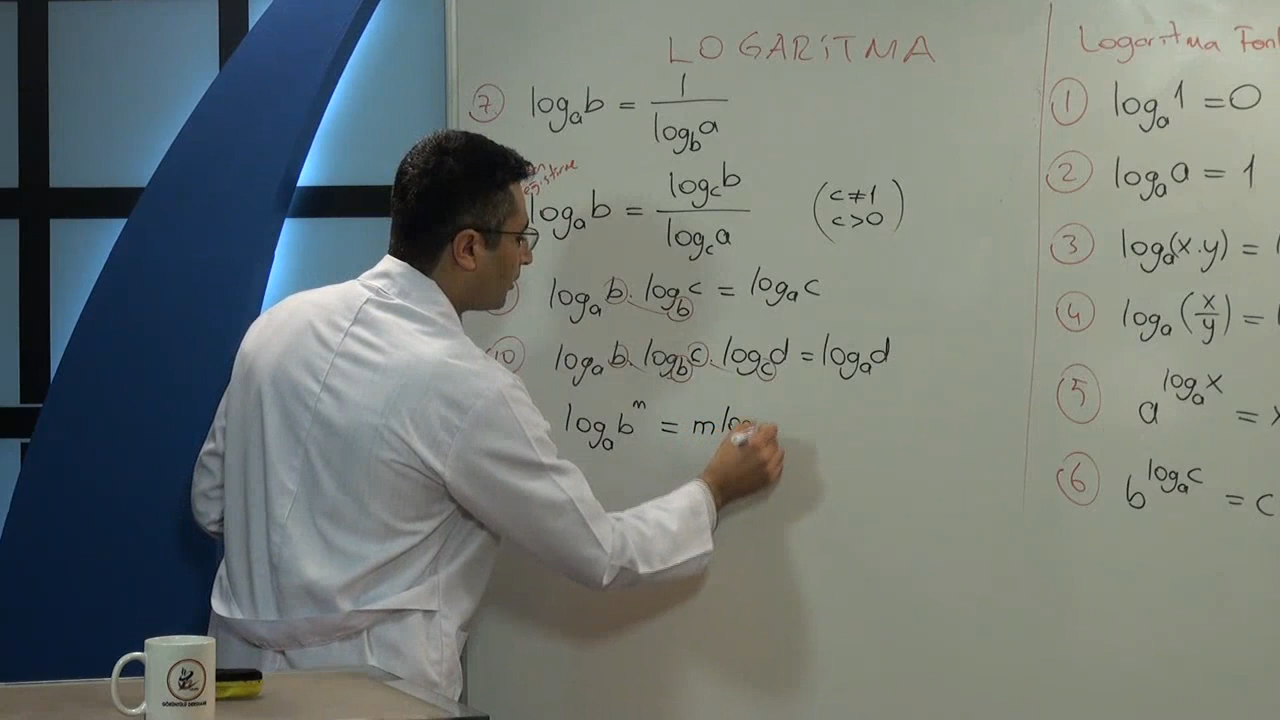 LOGARİTMA
7 log_a b = 1 / log_b a
log_a b = log_c b / log_c a (c≠1 c>0)
log_a b . log_b c = log_a c
10 log_a b . log_b c . log_c d = log_a d
log_a b^m = m log
Logaritma
1 log_a 1 = 0
2 log_a a = 1
3 log_a (x.y) =
4 log_a (x/y) =
5 a^(log_a x) =
6 b^(log_a c) = c